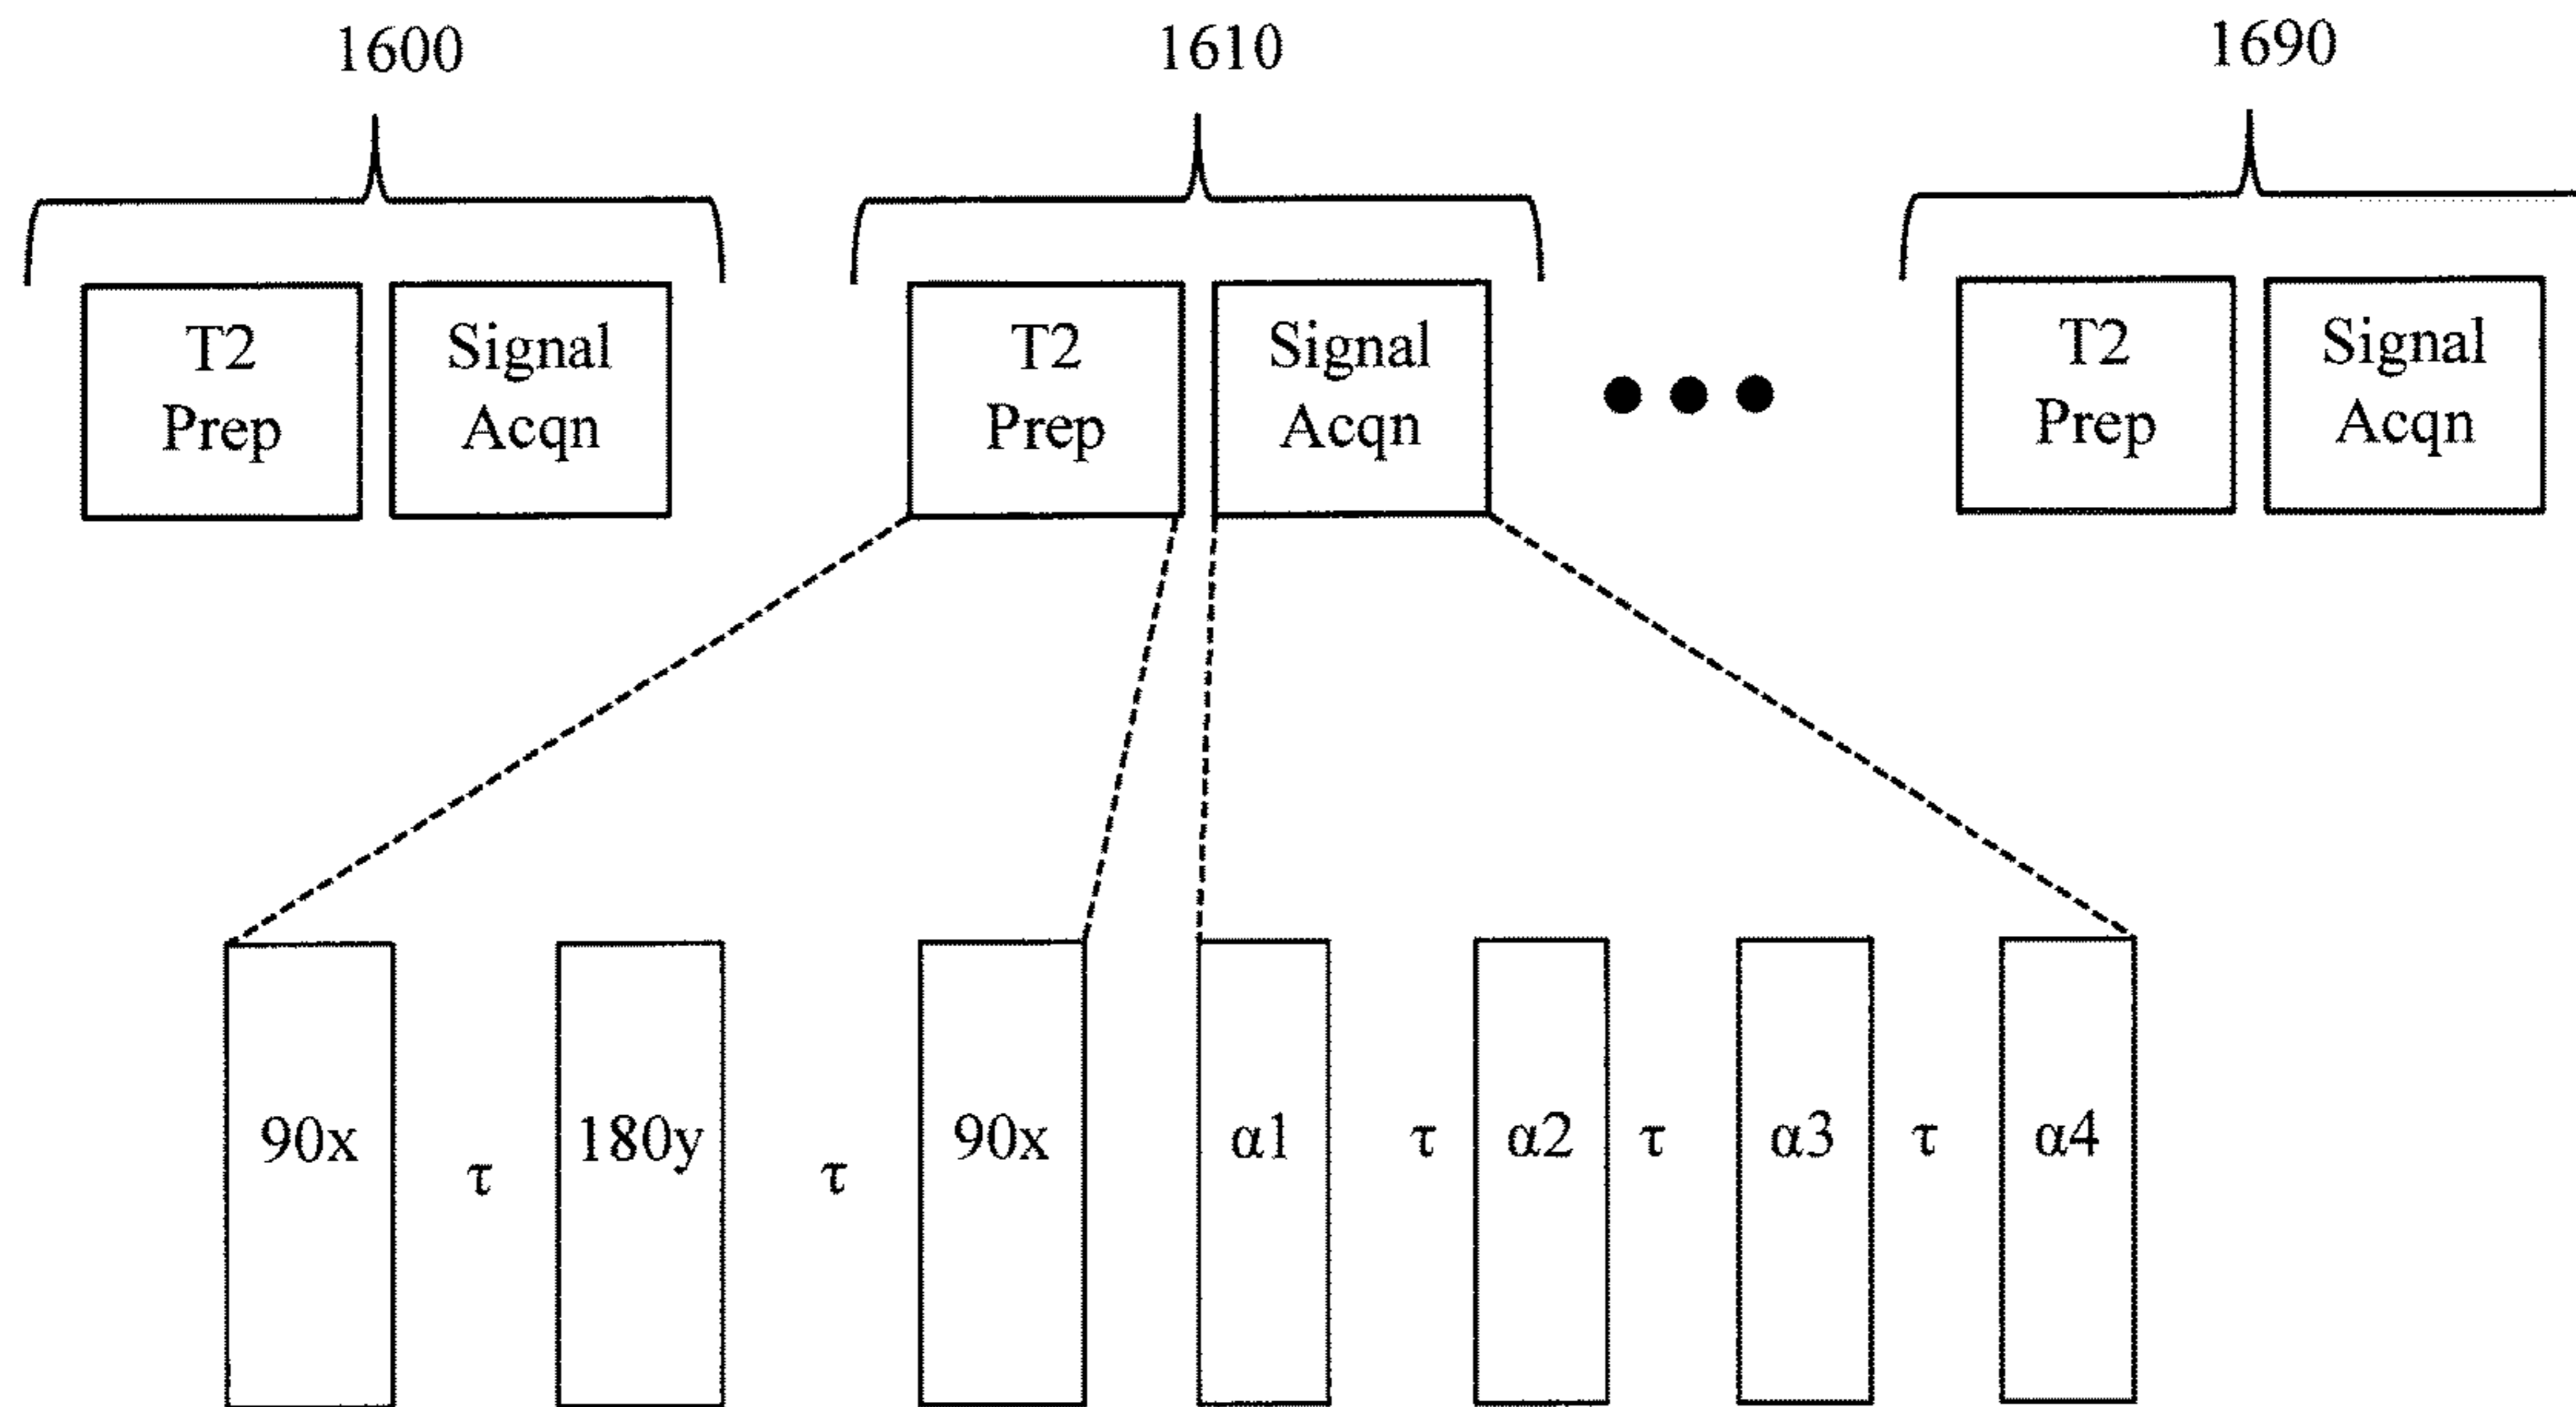 1600 1610 1690
T2 Signal T2 Signal T2 Signal
Prep Acqn Prep Acqn Prep Acqn
90x τ 180y τ 90x α1 τ α2 τ α3 τ α4